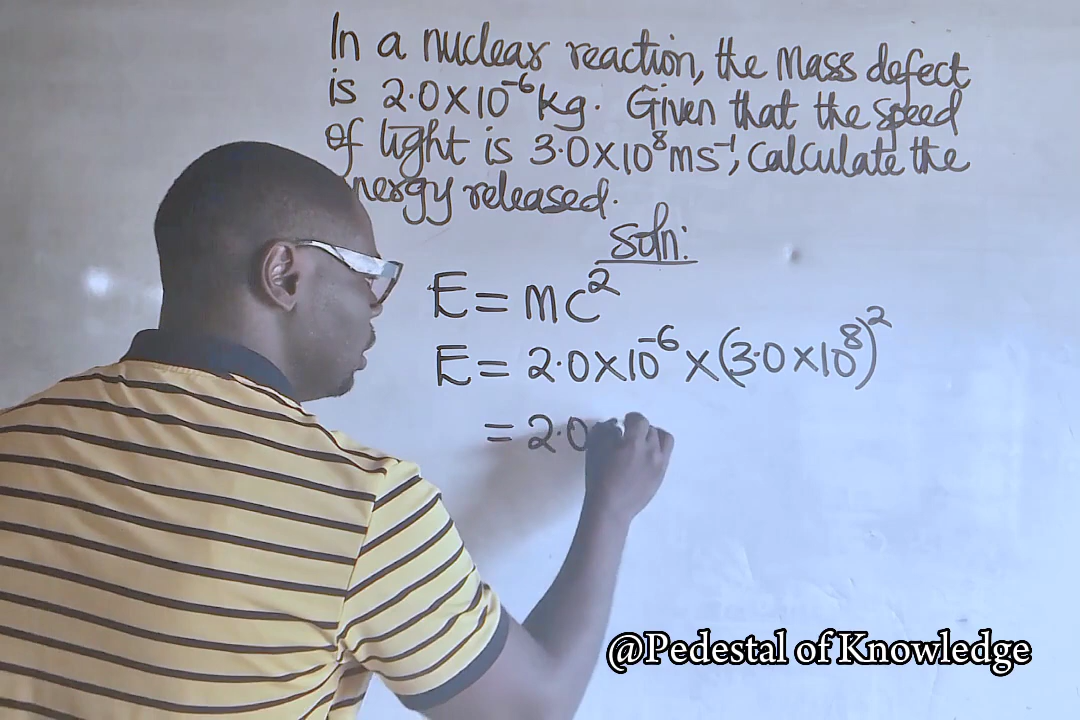 In a nuclear reaction, the mass defect
is 2.0×10⁻⁶kg. Given that the speed
of light is 3.0×10⁸ms⁻¹, calculate the
nergy released.
Soln:
E = mc²
E = 2.0×10⁻⁶×(3.0×10⁸)²
= 2.0
@Pedestal of Knowledge